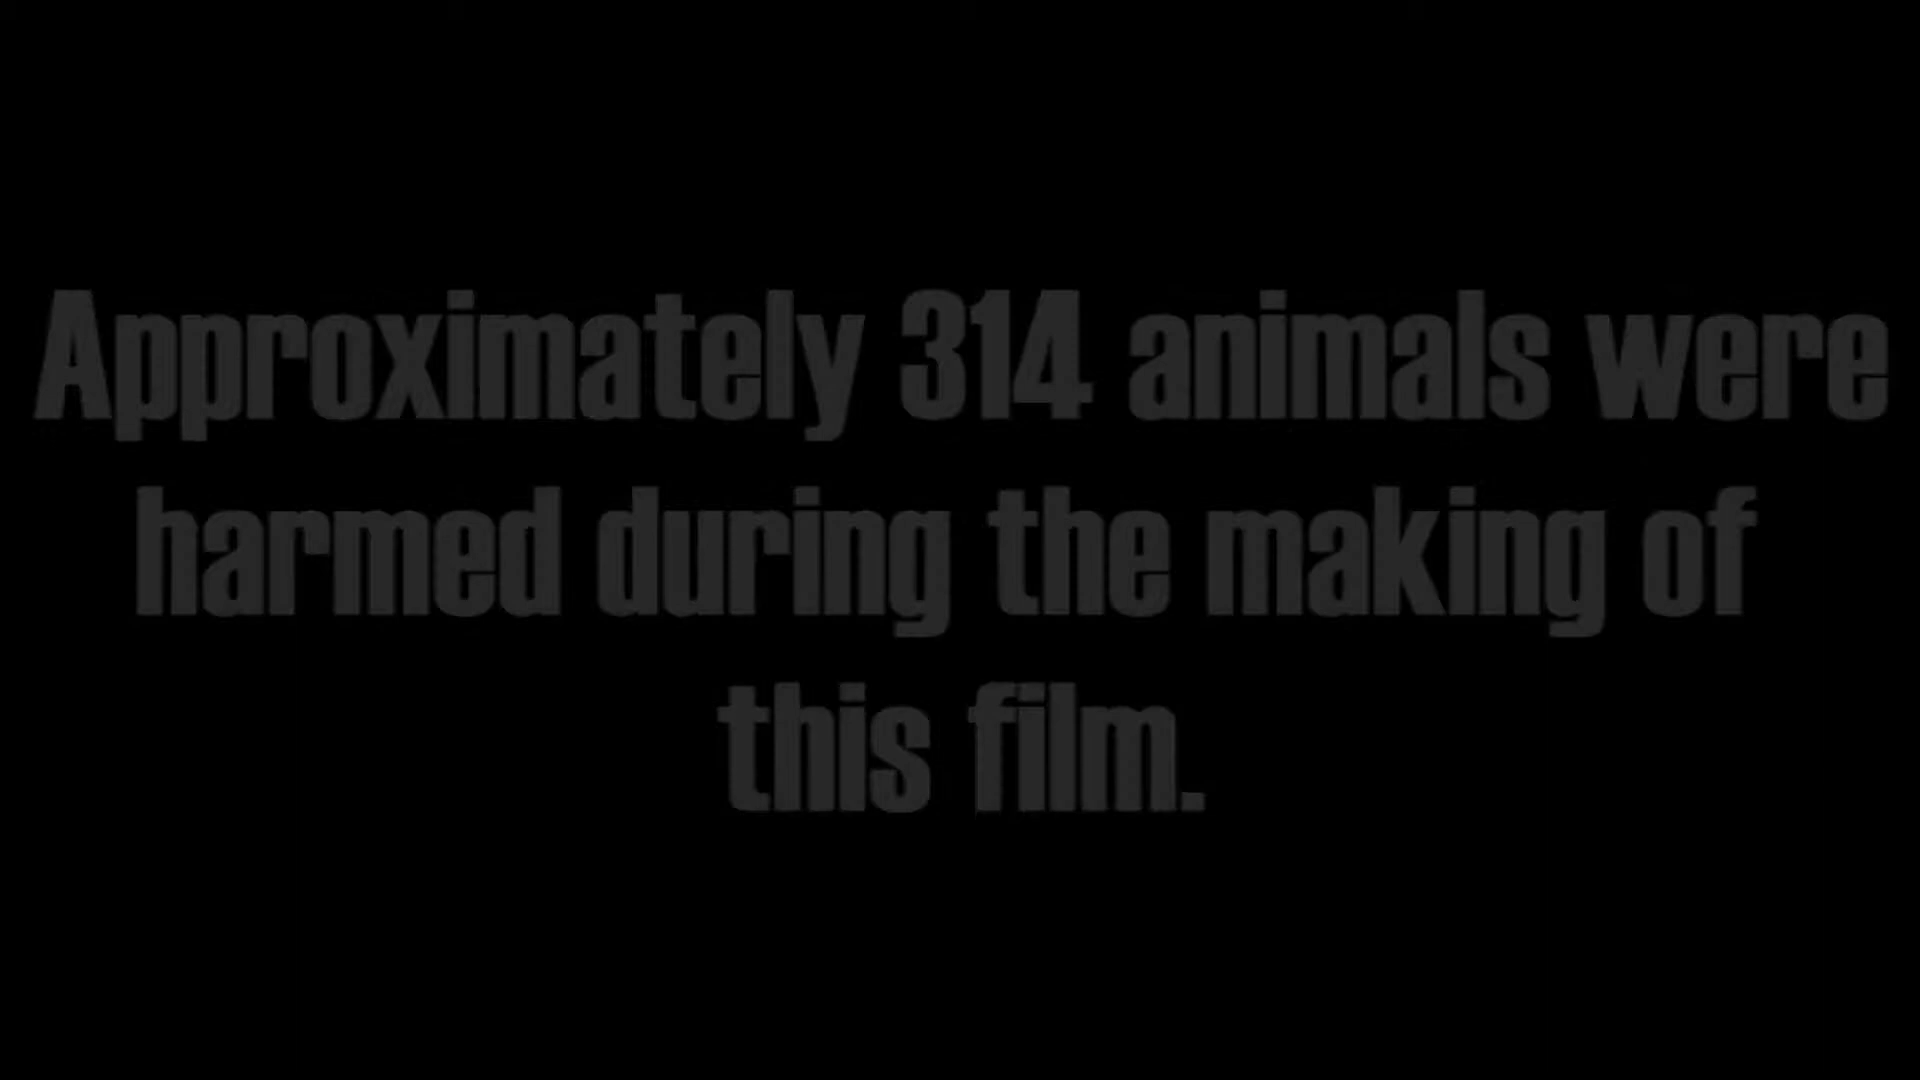 Approximately 314 animals were
harmed during the making of
this film.